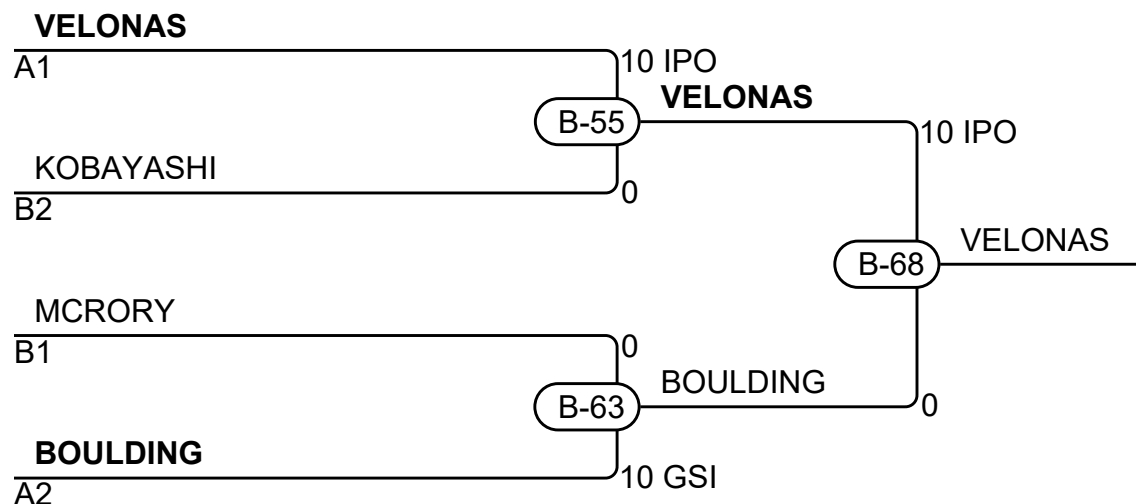 VELONAS
A1
10 IPO
VELONAS
B-55
10 IPO
KOBAYASHI
B2
0
VELONAS
B-68
MCRORY
B1
0
BOULDING
B-63
0
BOULDING
A2
10 GSI